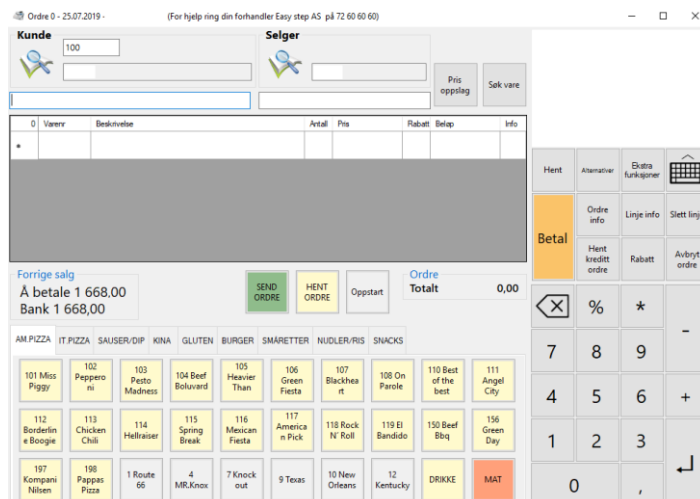 Ordre 0 - 25.07.2019 - (For hjelp ring din forhandler Easy step AS på 72 60 60 60)
Kunde
100
Selger
Pris
oppslag
Søk vare
0 Varenr Beskrivelse Antall Pris Rabatt Beløp Info
*
Hent
Alternativer
Ekstra
funksjoner
Betal
Ordre
info
Linje info
Slett linj
Hent
kreditt
ordre
Rabatt
Avbryt
ordre
Forrige salg
Å betale 1 668,00
Bank 1 668,00
SEND
ORDRE
HENT
ORDRE
Oppstart
Ordre
Totalt 0,00
AM.PIZZA IT.PIZZA SAUSER/DIP KINA GLUTEN BURGER SMÅRETTER NUDLER/RIS SNACKS
101 Miss
Piggy
102
Peppero
ni
103
Pesto
Madness
104 Beef
Boluvard
105
Heavier
Than
106
Green
Fiesta
107
Blackhea
rt
108 On
Parole
110 Best
of the
best
111
Angel
City
112
Borderlin
e Boogie
113
Chicken
Chili
114
Hellraiser
115
Spring
Break
116
Mexican
Fiesta
117
America
n Pick
118 Rock
N´ Roll
119 El
Bandido
150 Beef
Bbq
156
Green
Day
197
Kompani
Nilsen
198
Pappas
Pizza
1 Route
66
4
MR.Knox
7 Knock
out
9 Texas
10 New
Orleans
12
Kentucky
DRIKKE
MAT
% *
-
7 8 9
4 5 6 +
1 2 3
0 ,